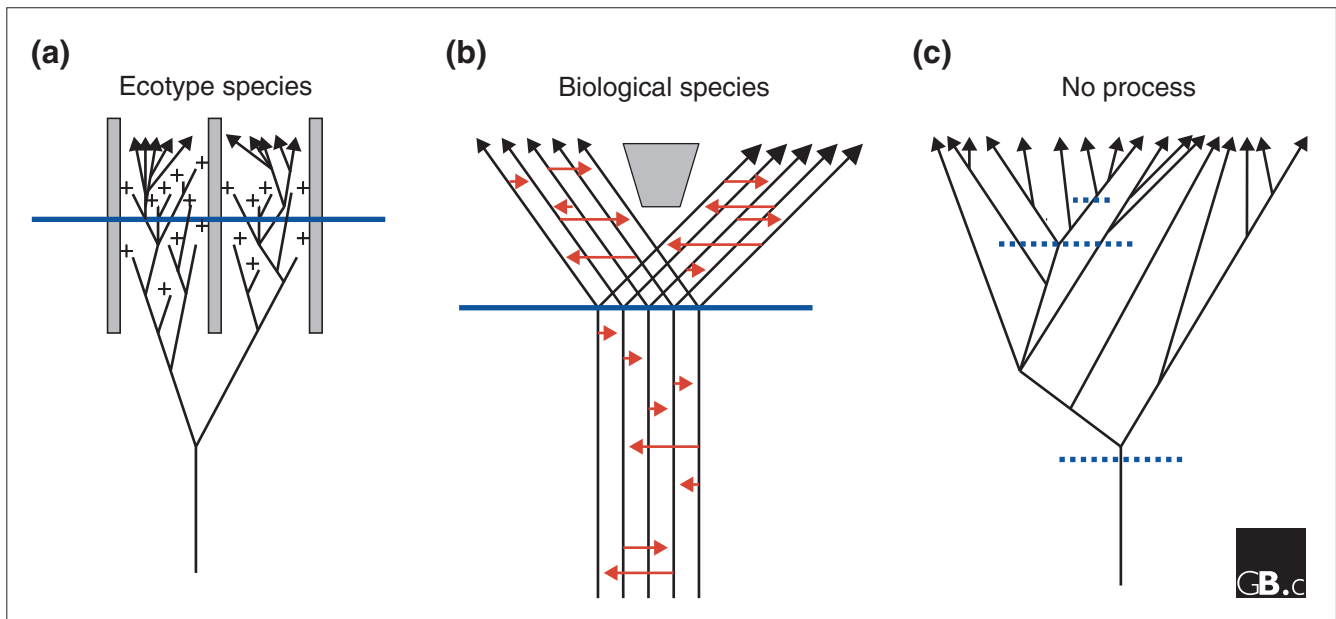 (a)
Ecotype species
(b)
Biological species
(c)
No process
GB.c